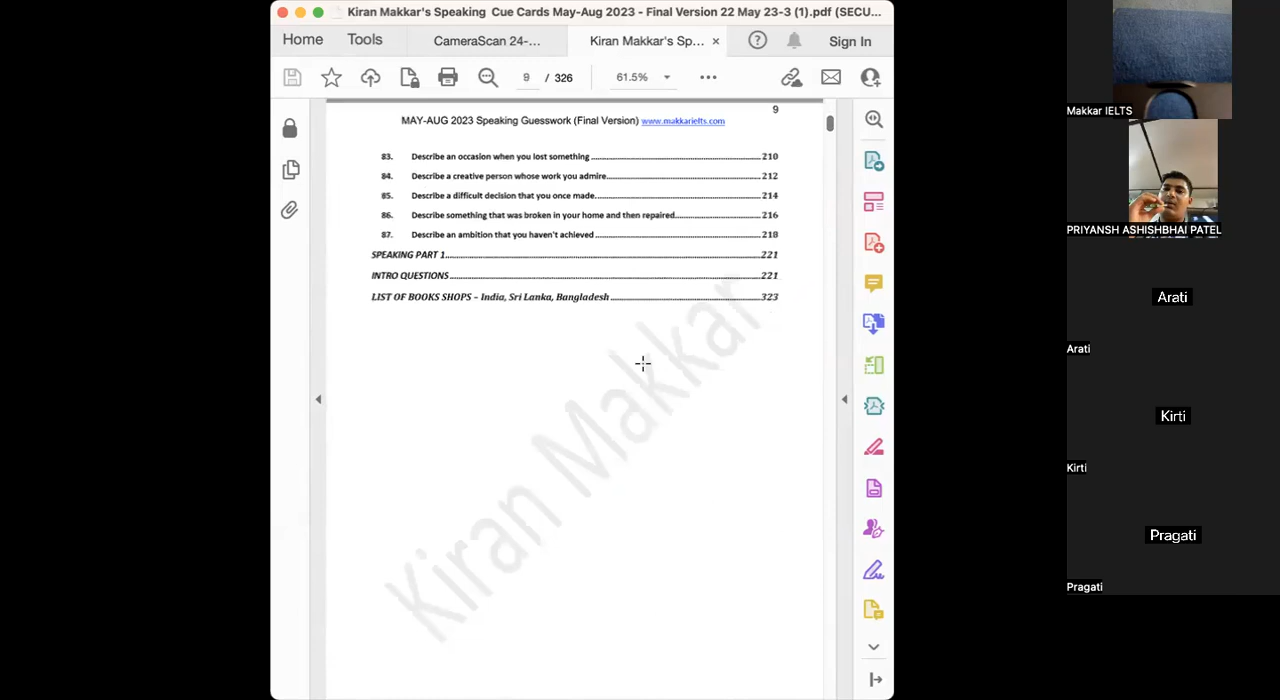 Kiran Makkar's Speaking Cue Cards May-Aug 2023 - Final Version 22 May 23-3 (1).pdf (SECU...
Home Tools CameraScan 24-... Kiran Makkar's Sp... × Sign In
9 / 326 61.5%
9
MAY-AUG 2023 Speaking Guesswork (Final Version) www.makkarielts.com
83. Describe an occasion when you lost something 210
84. Describe a creative person whose work you admire 212
85. Describe a difficult decision that you once made 214
86. Describe something that was broken in your home and then repaired 216
87. Describe an ambition that you haven't achieved 218
SPEAKING PART 1 221
INTRO QUESTIONS 221
LIST OF BOOKS SHOPS – India, Sri Lanka, Bangladesh 323
Kiran Makkar
Makkar IELTS
PRIYANSH ASHISHBHAI PATEL
Arati
Arati
Kirti
Kirti
Pragati
Pragati